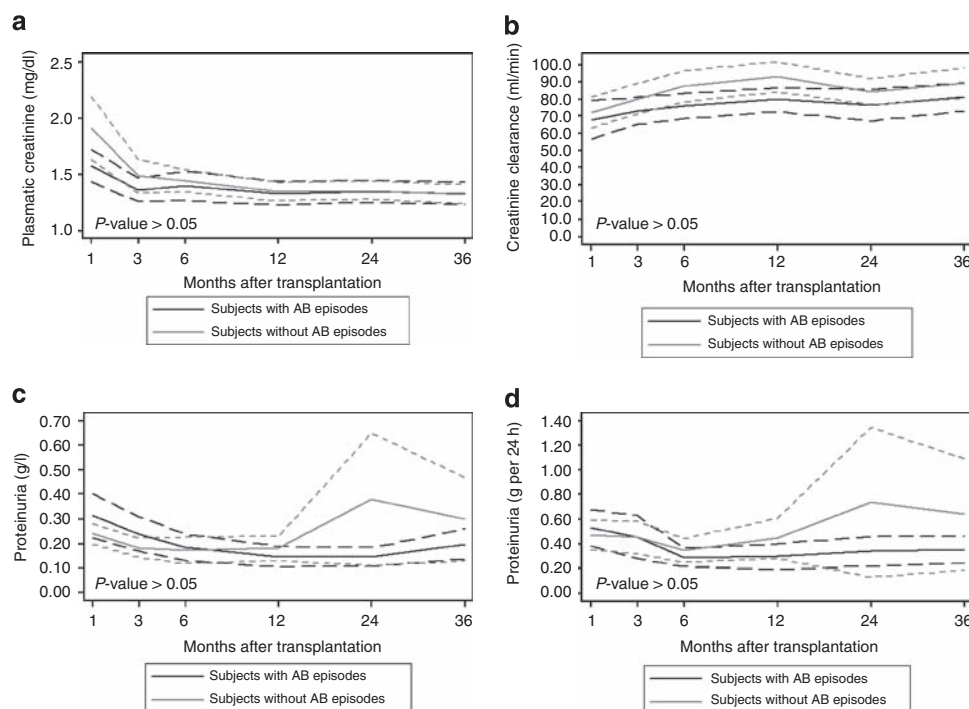 a
Plasmatic creatinine (mg/dl)
2.5
2.0
1.5
1.0
P-value > 0.05
1 3 6 12 24 36
Months after transplantation
Subjects with AB episodes
Subjects without AB episodes
b
Creatinine clearance (ml/min)
100.0
90.0
80.0
70.0
60.0
50.0
40.0
30.0
20.0
10.0
0.0
P-value > 0.05
1 3 6 12 24 36
Months after transplantation
Subjects with AB episodes
Subjects without AB episodes
c
Proteinuria (g/l)
0.70
0.60
0.50
0.40
0.30
0.20
0.10
0.00
P-value > 0.05
1 3 6 12 24 36
Months after transplantation
Subjects with AB episodes
Subjects without AB episodes
d
Proteinuria (g per 24 h)
1.40
1.20
1.00
0.80
0.60
0.40
0.20
0.00
P-value > 0.05
1 3 6 12 24 36
Months after transplantation
Subjects with AB episodes
Subjects without AB episodes